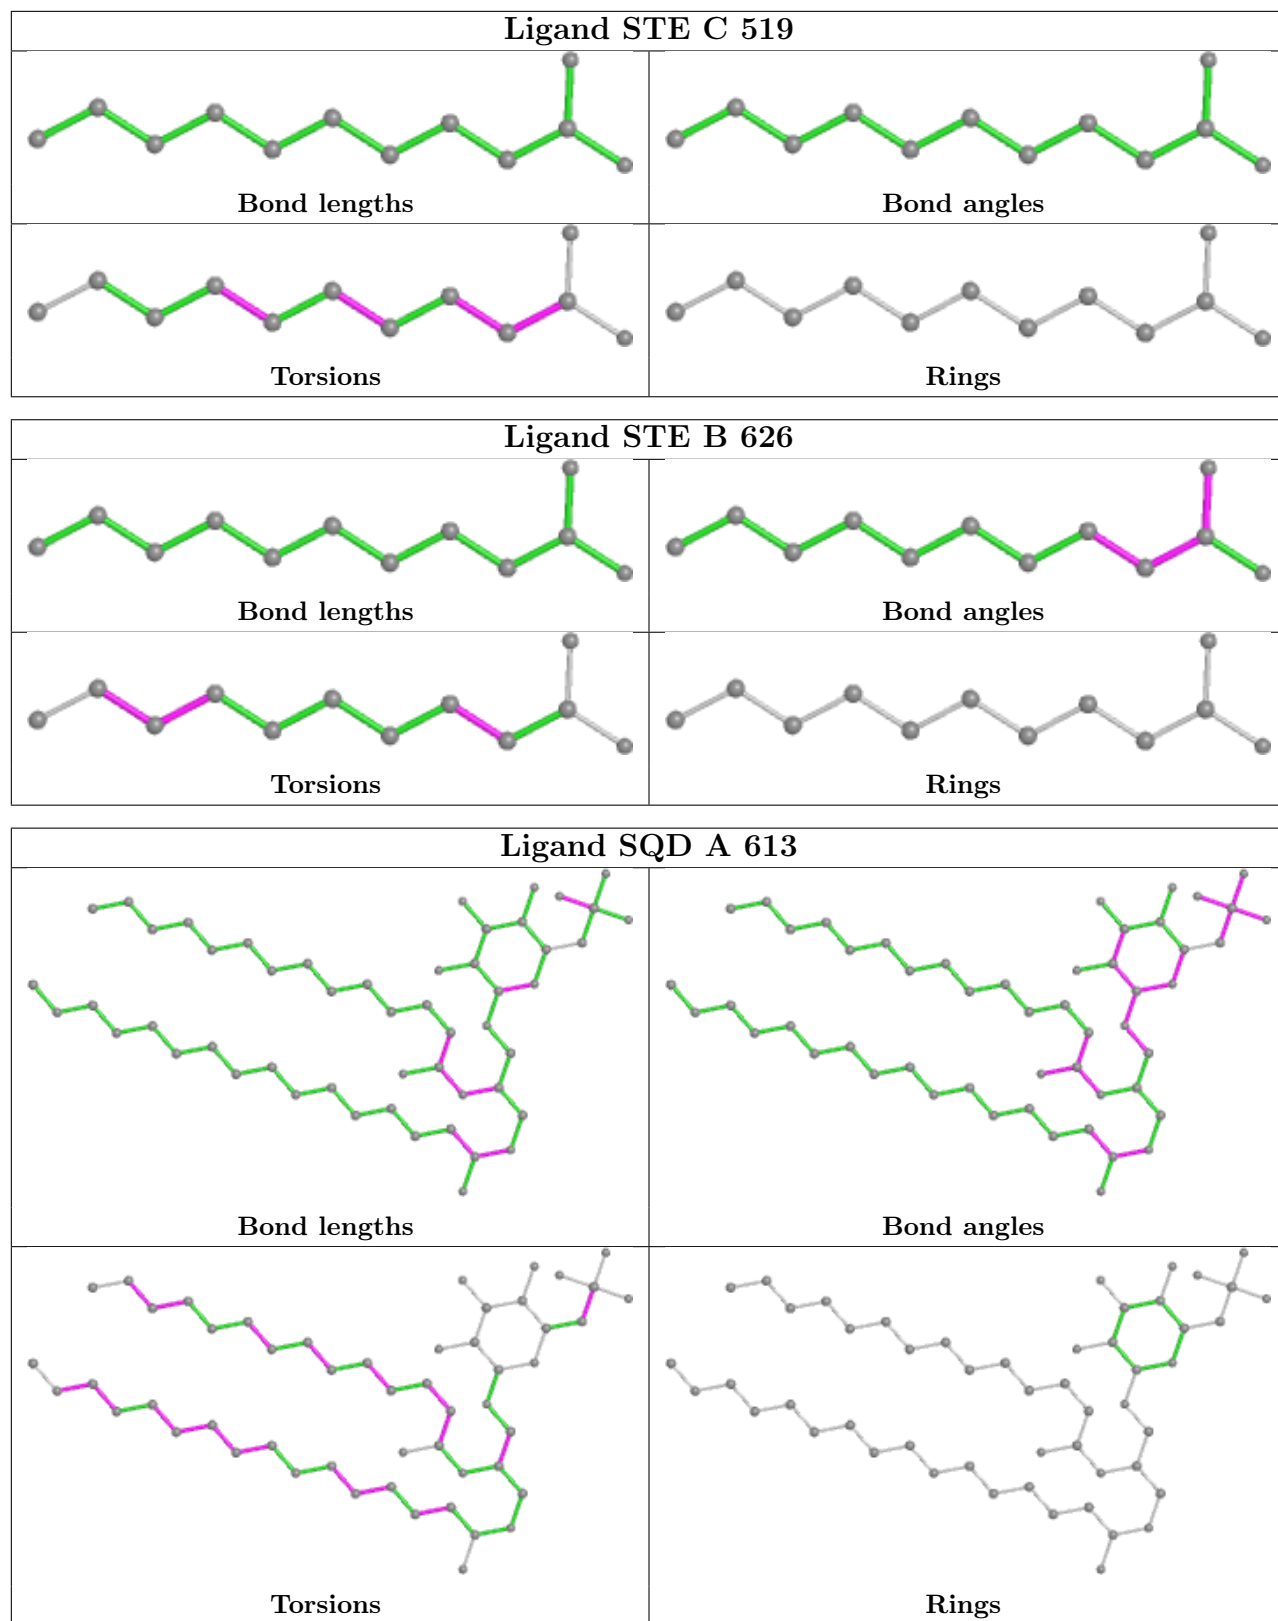 Ligand STE C 519
Bond lengths
Bond angles
Torsions
Rings
Ligand STE B 626
Bond lengths
Bond angles
Torsions
Rings
Ligand SQD A 613
Bond lengths
Bond angles
Torsions
Rings